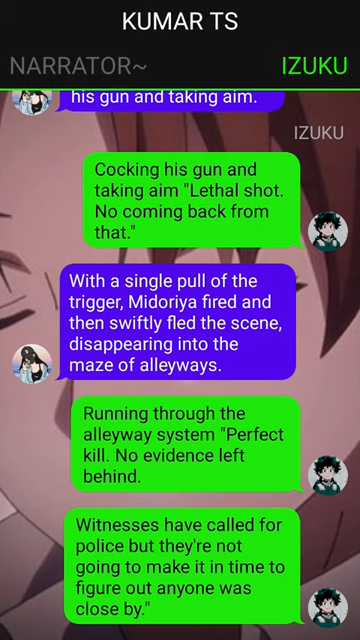 KUMAR TS
NARRATOR~
IZUKU
his gun and taking aim.
IZUKU
Cocking his gun and
taking aim "Lethal shot.
No coming back from
that."
With a single pull of the
trigger, Midoriya fired and
then swiftly fled the scene,
disappearing into the
maze of alleyways.
Running through the
alleyway system "Perfect
kill. No evidence left
behind.
Witnesses have called for
police but they're not
going to make it in time to
figure out anyone was
close by."